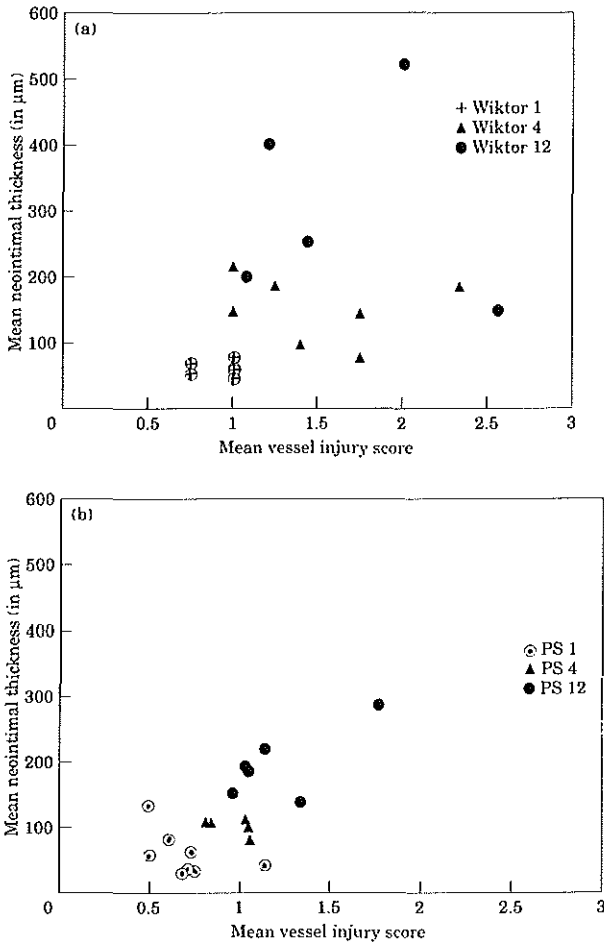 600
(a)
500
400
300
200
100
0
0.5
1
1.5
2
2.5
3
Mean neointimal thickness (in μm)
Mean vessel injury score
Wiktor 1
Wiktor 4
Wiktor 12
600
(b)
500
400
300
200
100
0
0.5
1
1.5
2
2.5
3
Mean neointimal thickness (in μm)
Mean vessel injury score
PS 1
PS 4
PS 12